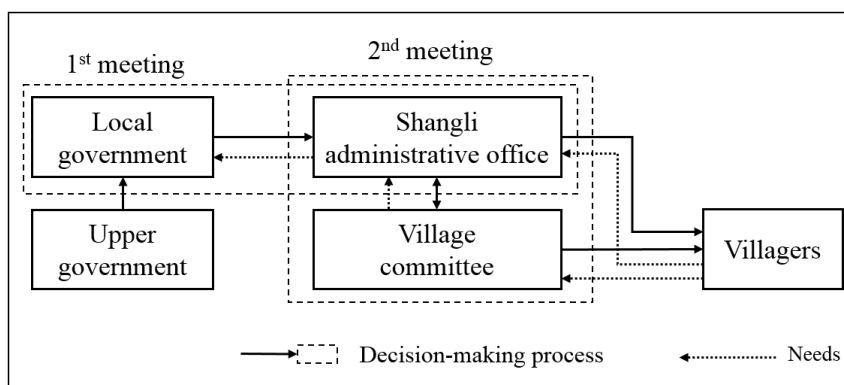 1st meeting
2nd meeting
Local
government
Shangli
administrative office
Upper
government
Village
committee
Villagers
Decision-making process
Needs